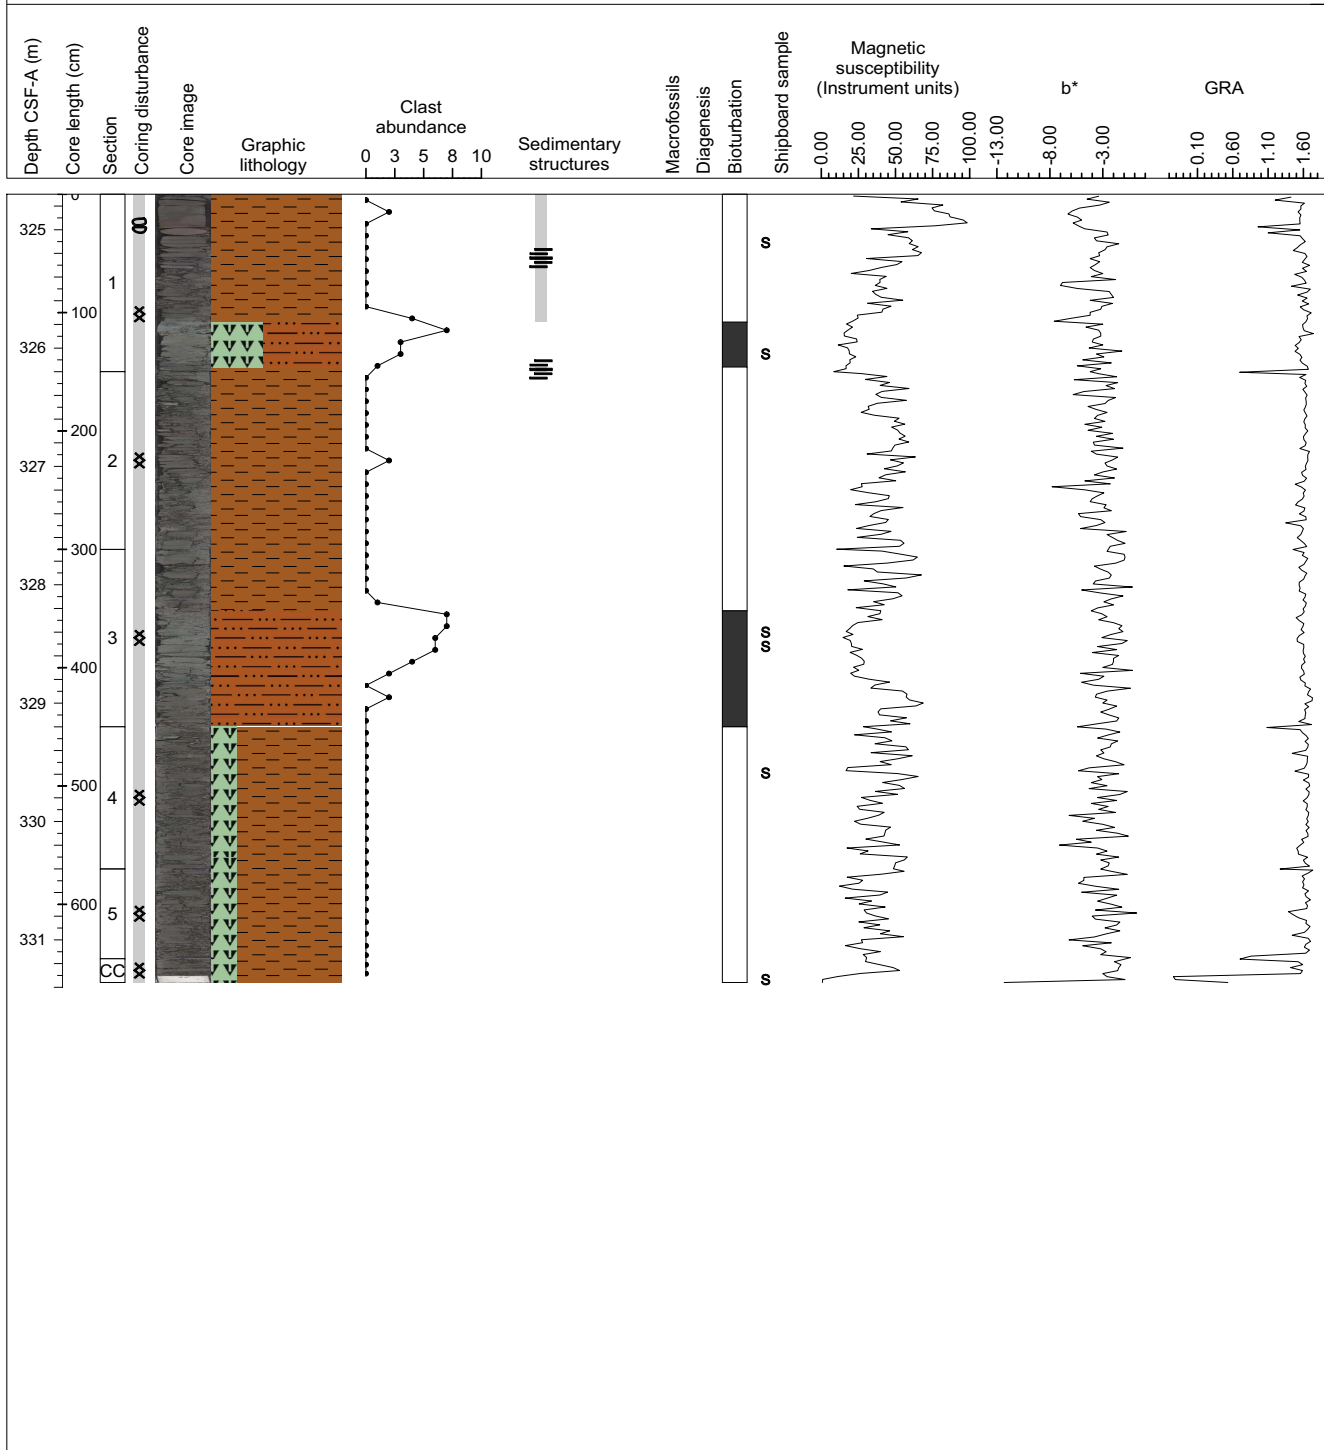 Depth CSF-A (m)
Core length (cm)
Section
Coring disturbance
Core image
Graphic
lithology
Clast
abundance
0 3 5 8 10
Sedimentary
structures
Macrofossils
Diagenesis
Bioturbation
Shipboard sample
Magnetic
susceptibility
(Instrument units)
0.00 25.00 50.00 75.00 100.00
b*
-13.00 -8.00 -3.00
GRA
0.10 0.60 1.10 1.60
0
325
S
1
100
326
S
200
2
327
300
328
S
3
S
400
329
S
500
4
330
600
5
331
CC
S